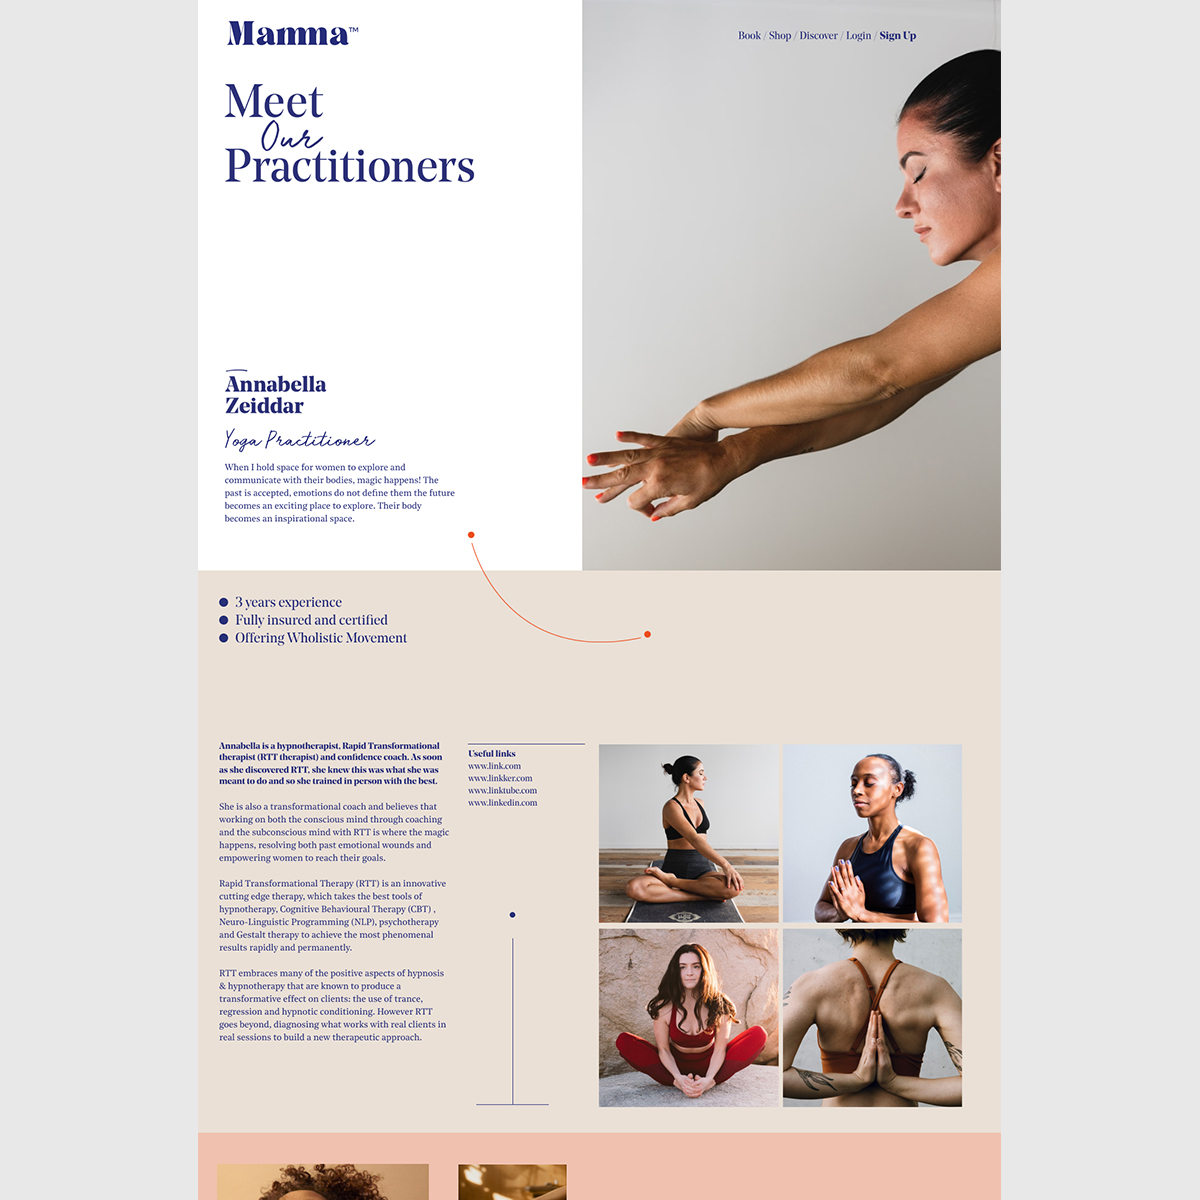 Mamma™
Book / Shop / Discover / Login / Sign Up
Meet
Our
Practitioners
Annabella
Zeiddar
Yoga Practitioner
When I hold space for women to explore and
communicate with their bodies, magic happens! The
past is accepted, emotions do not define them the future
becomes an exciting place to explore. Their body
becomes an inspirational space.
3 years experience
Fully insured and certified
Offering Wholistic Movement
Annabella is a hypnotherapist, Rapid Transformational
therapist (RTT therapist) and confidence coach. As soon
as she discovered RTT, she knew this was what she was
meant to do and so she trained in person with the best.
She is also a transformational coach and believes that
working on both the conscious mind through coaching
and the subconscious mind with RTT is where the magic
happens, resolving both past emotional wounds and
empowering women to reach their goals.
Rapid Transformational Therapy (RTT) is an innovative
cutting edge therapy, which takes the best tools of
hypnotherapy, Cognitive Behavioural Therapy (CBT) ,
Neuro-Linguistic Programming (NLP), psychotherapy
and Gestalt therapy to achieve the most phenomenal
results rapidly and permanently.
RTT embraces many of the positive aspects of hypnosis
& hypnotherapy that are known to produce a
transformative effect on clients: the use of trance,
regression and hypnotic conditioning. However RTT
goes beyond, diagnosing what works with real clients in
real sessions to build a new therapeutic approach.
Useful links
www.link.com
www.linkker.com
www.linktube.com
www.linkedin.com